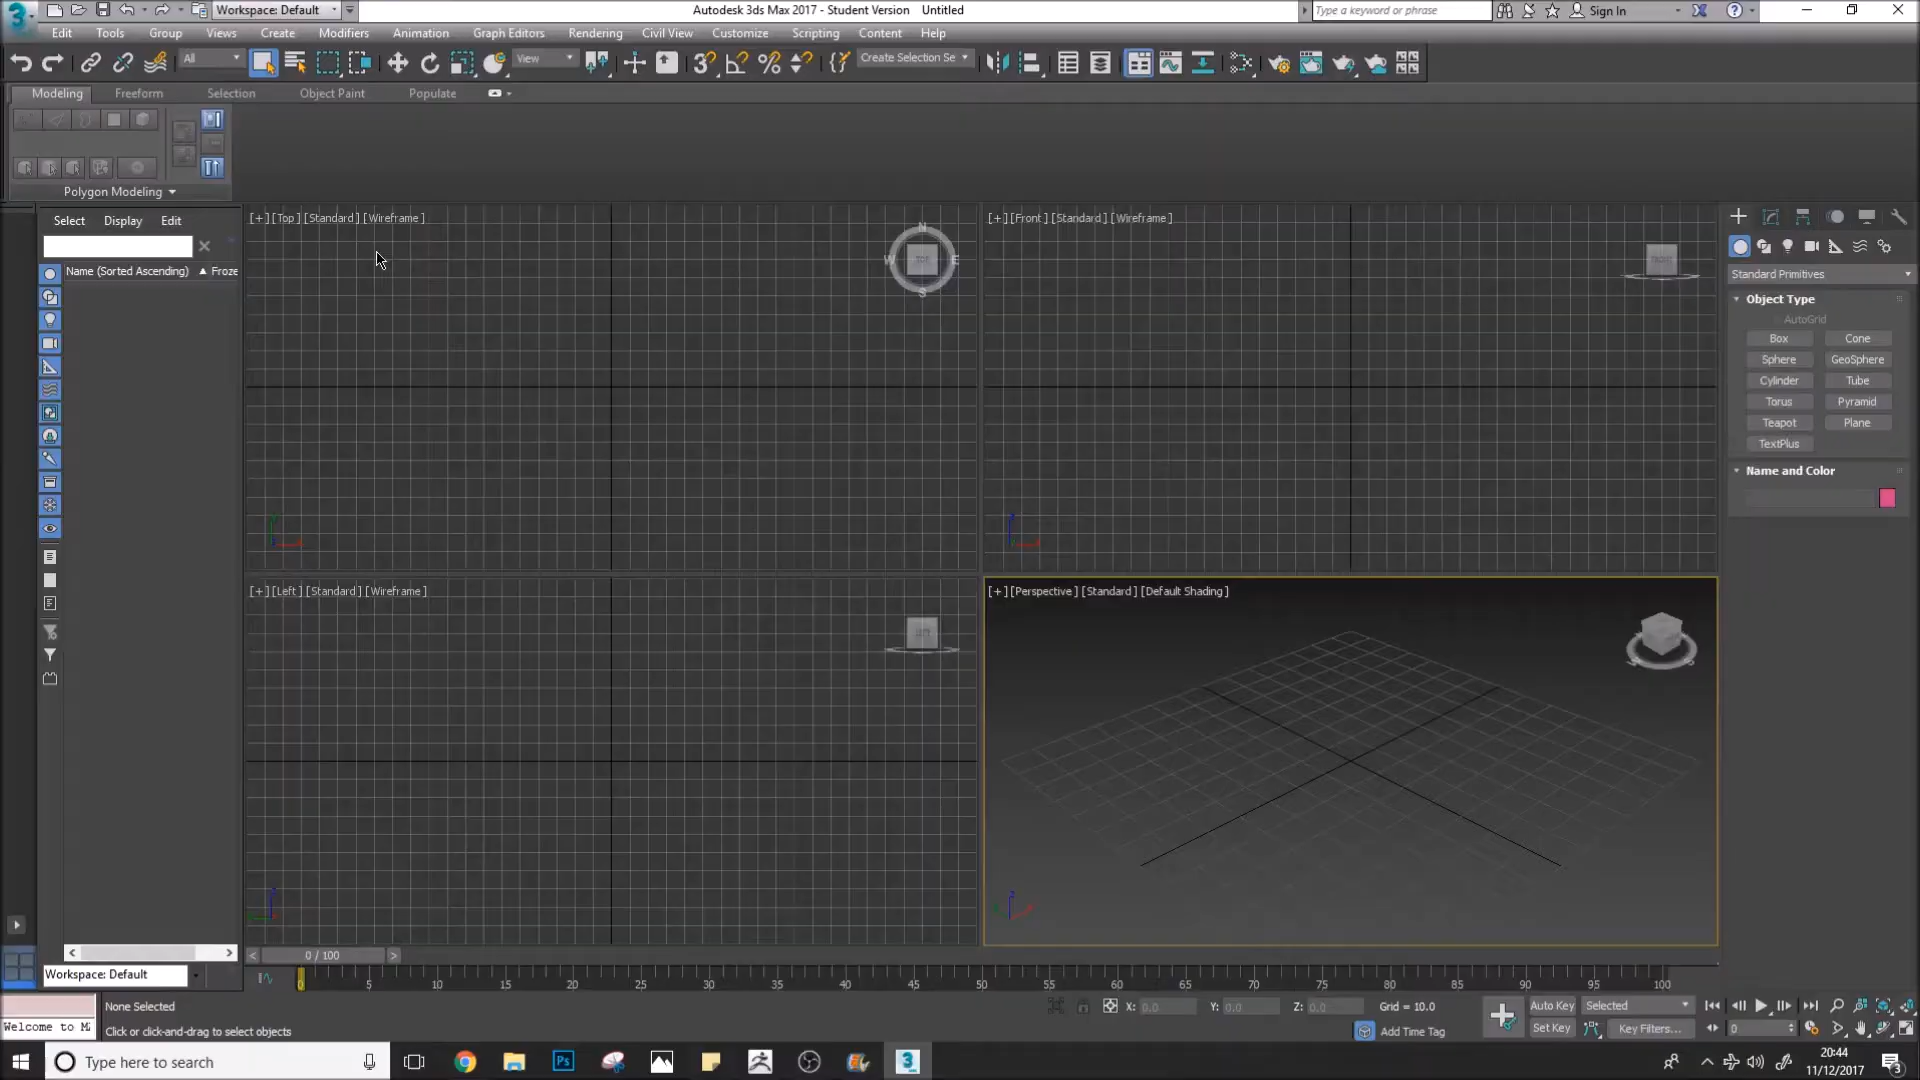 Workspace: Default
Autodesk 3ds Max 2017 - Student Version Untitled
Type a keyword or phrase
Sign In
Edit Tools Group Views Create Modifiers Animation Graph Editors Rendering Civil View Customize Scripting Content Help
All
View
Create Selection Se
Modeling Freeform Selection Object Paint Populate
Polygon Modeling
Select Display Edit
Name (Sorted Ascending) ▲ Froze
[+] [Top ] [Standard ] [Wireframe ]
N
W TOP E
S
[+] [Front ] [Standard ] [Wireframe ]
FRONT
Standard Primitives
Object Type
AutoGrid
Box Cone
Sphere GeoSphere
Cylinder Tube
Torus Pyramid
Teapot Plane
TextPlus
Name and Color
[+] [Left ] [Standard ] [Wireframe ]
[+] [Perspective ] [Standard ] [Default Shading ]
< 0 / 100 >
Workspace: Default
0 5 10 15 20 25 30 35 40 45 50 55 60 65 70 75 80 85 90 95 100
None Selected
X: 0.0 Y: 0.0 Z: 0.0 Grid = 10.0
Auto Key Selected
Welcome to M
Click or click-and-drag to select objects
Add Time Tag
Set Key Key Filters...
0
Type here to search
Ps
3
20:44
11/12/2017
3